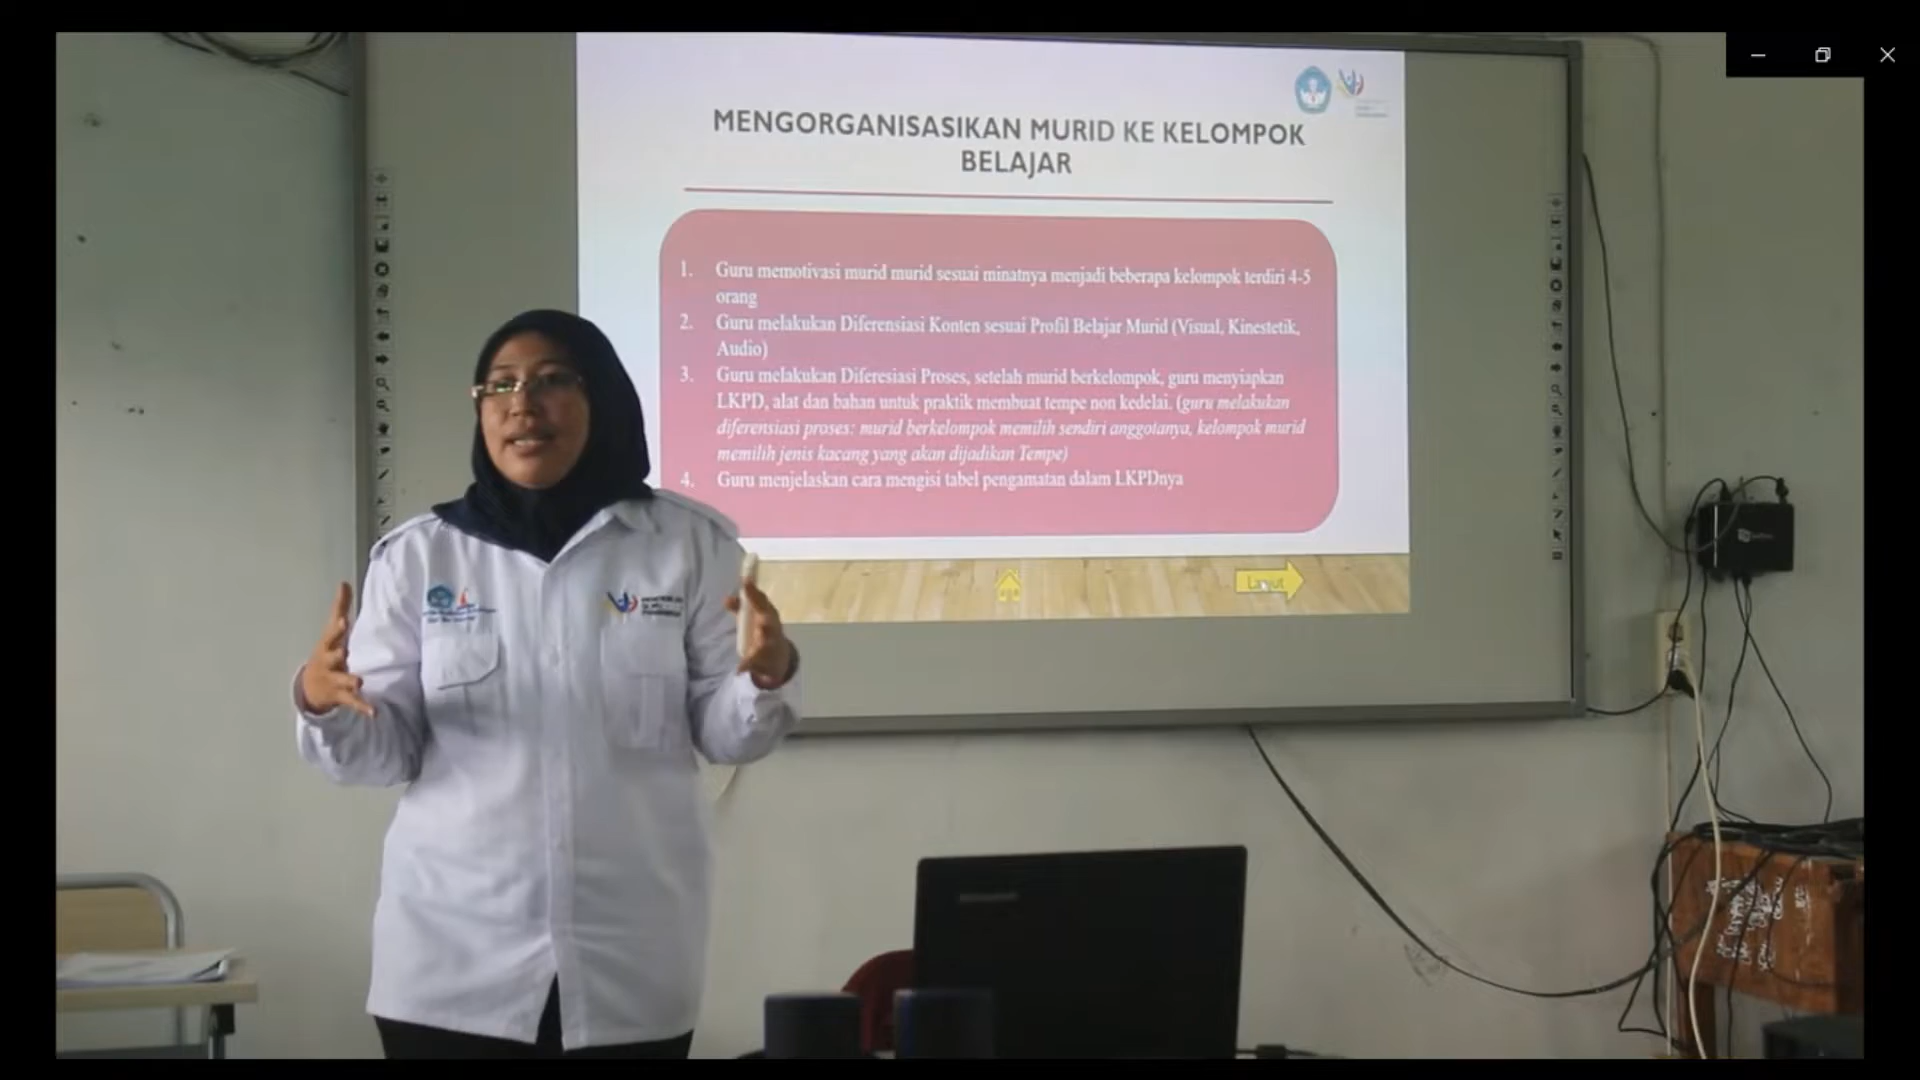 MENGORGANISASIKAN MURID KE KELOMPOK
BELAJAR
1. Guru memotivasi murid murid sesuai minatnya menjadi beberapa kelompok terdiri 4-5
orang
2. Guru melakukan Diferensiasi Konten sesuai Profil Belajar Murid (Visual, Kinestetik,
Audio)
3. Guru melakukan Diferesiasi Proses, setelah murid berkelompok, guru menyiapkan
LKPD, alat dan bahan untuk praktik membuat tempe non kedelai. (guru melakukan
diferensiasi proses: murid berkelompok memilih sendiri anggotanya, kelompok murid
memilih jenis kacang yang akan dijadikan Tempe)
4. Guru menjelaskan cara mengisi tabel pengamatan dalam LKPDnya
Lanjut